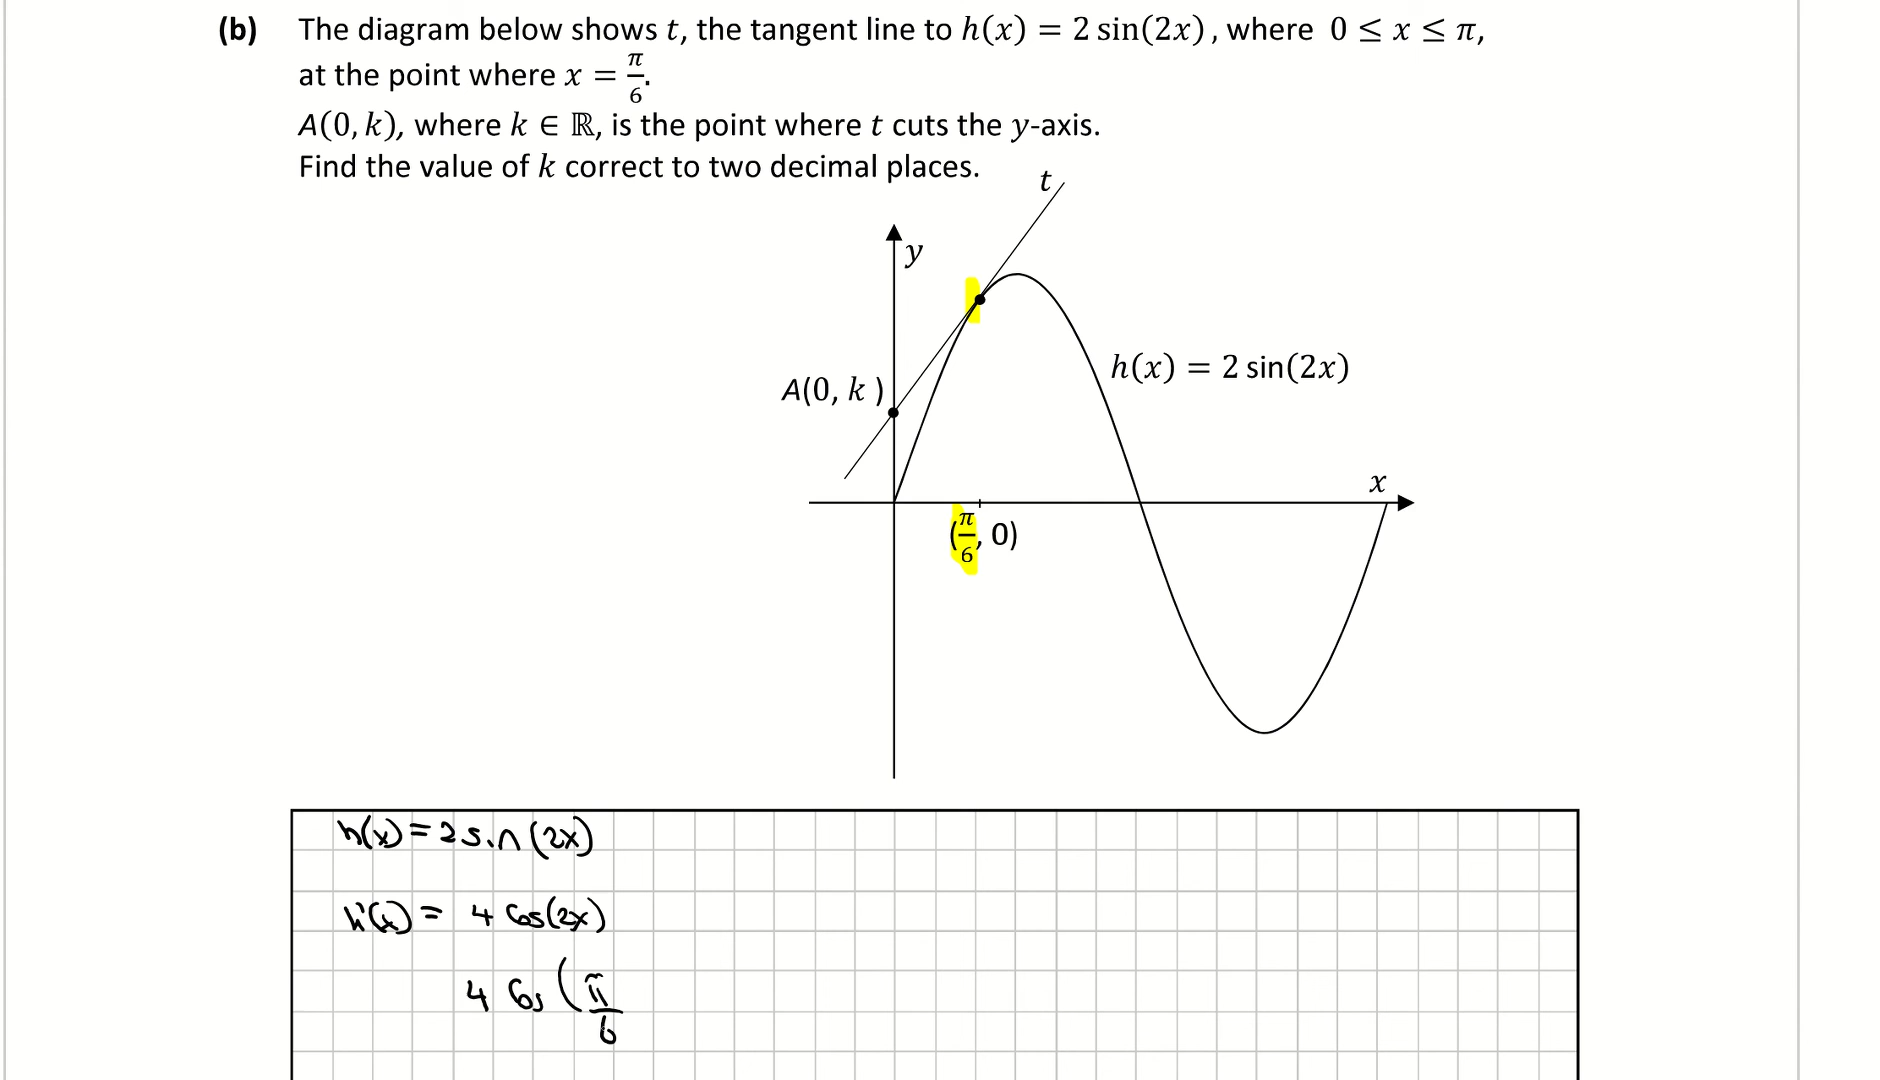 (b) The diagram below shows t, the tangent line to h(x) = 2 sin(2x), where 0 ≤ x ≤ π,
at the point where x = π/6.
A(0, k), where k ∈ ℝ, is the point where t cuts the y-axis.
Find the value of k correct to two decimal places.
t
y
A(0, k )
h(x) = 2 sin(2x)
x
(π/6, 0)
h(x) = 2 sin (2x)
h'(x) = 4 Cos(2x)
4 Cos (π/6